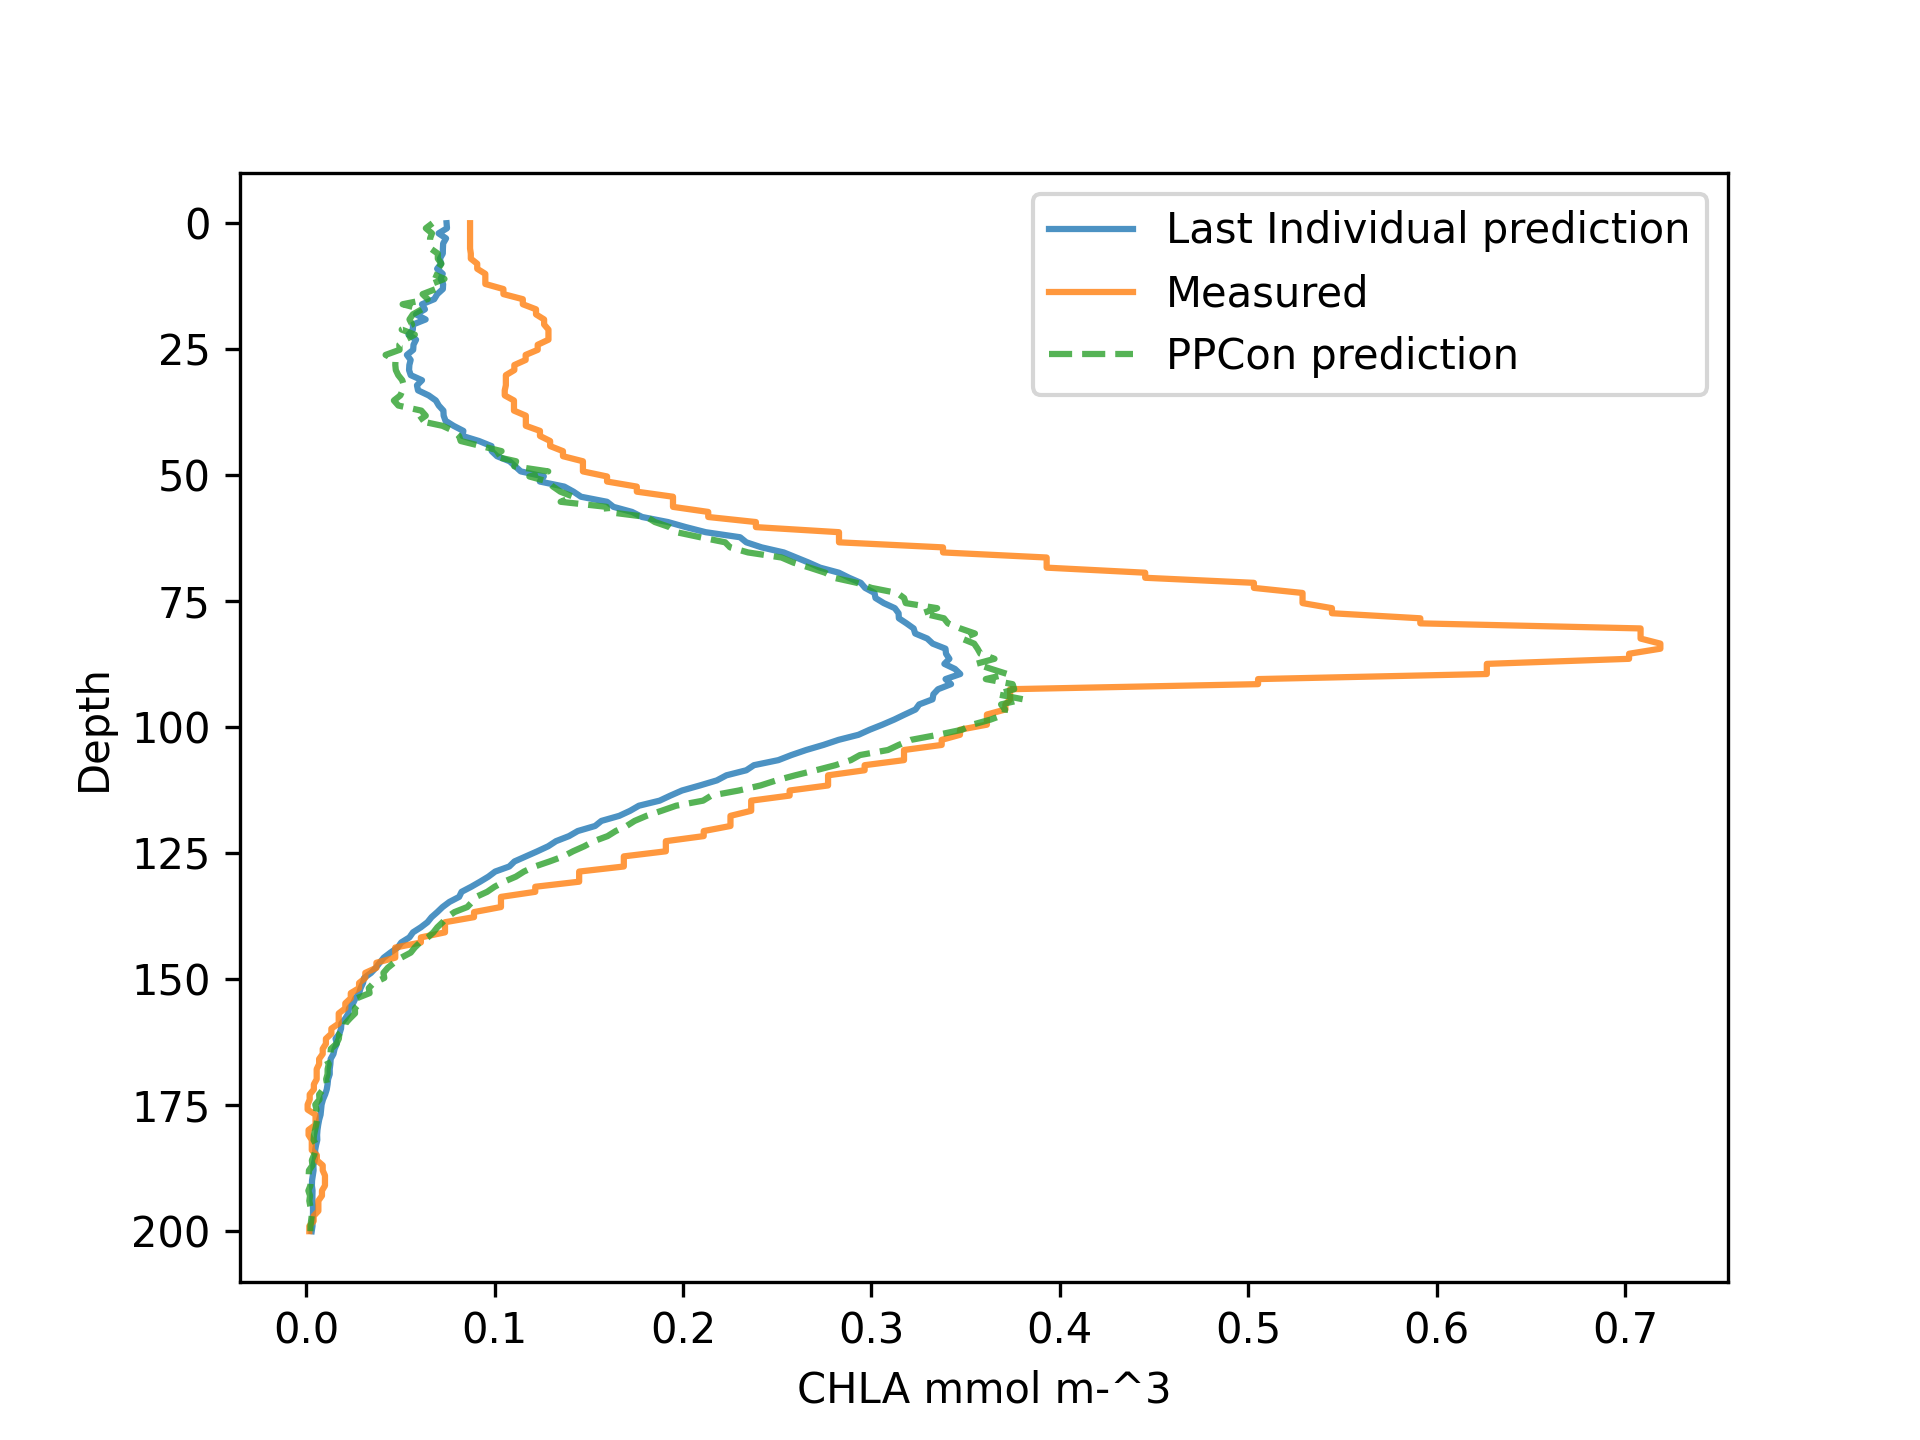 Last Individual prediction
Measured
PPCon prediction
0
25
50
75
100
125
150
175
200
Depth
0.0 0.1 0.2 0.3 0.4 0.5 0.6 0.7
CHLA mmol m-^3